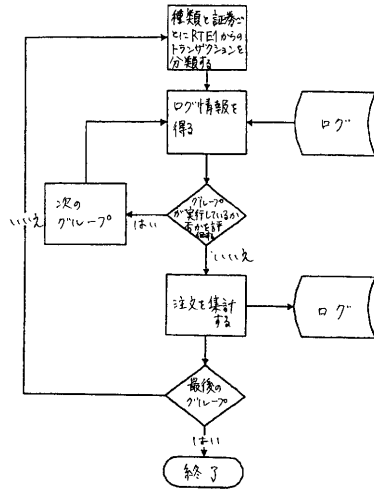 種類と証券ご
とにRTE1からの
トランザクションを
分類する
ログ情報を
得る
ログ
グループ
が実行しているか
否かを評
価する
はい
次の
グループ
いいえ
いいえ
注文を集計
する
ログ
最後の
グループ
はい
終了